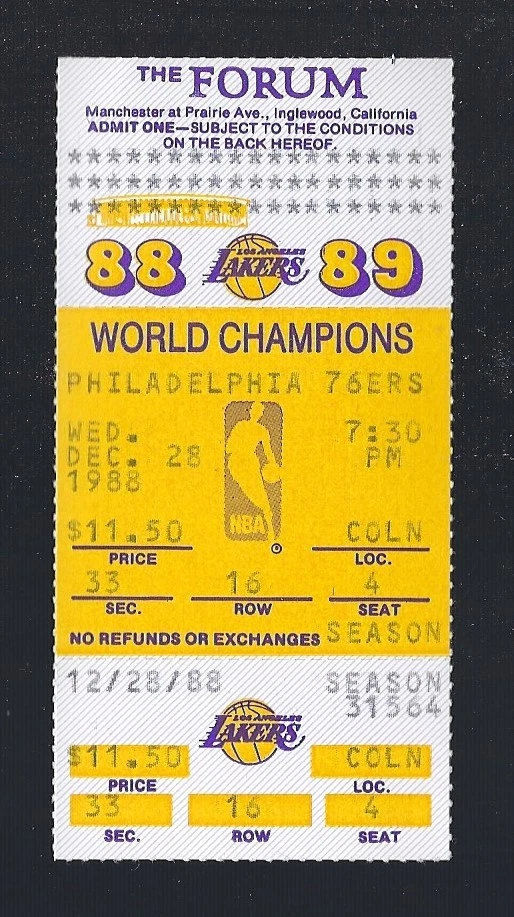 THE FORUM
Manchester at Prairie Ave., Inglewood, California
ADMIT ONE—SUBJECT TO THE CONDITIONS
ON THE BACK HEREOF.
* * * * * * * * * * * * * * * * * * * * *
* * * * * * * * * * * * * * * * * * * * *
* * * * * * * * * * * * * * * * * * * * *
88 LOS ANGELES LAKERS 89
WORLD CHAMPIONS
PHILADELPHIA 76ERS
WED. 7:30
DEC. 28 PM
1988
NBA
$11.50 COLN
PRICE LOC.
33 16 4
SEC. ROW SEAT
NO REFUNDS OR EXCHANGES SEASON
12/28/88 SEASON
31564
LOS ANGELES LAKERS
$11.50 COLN
PRICE LOC.
33 16 4
SEC. ROW SEAT